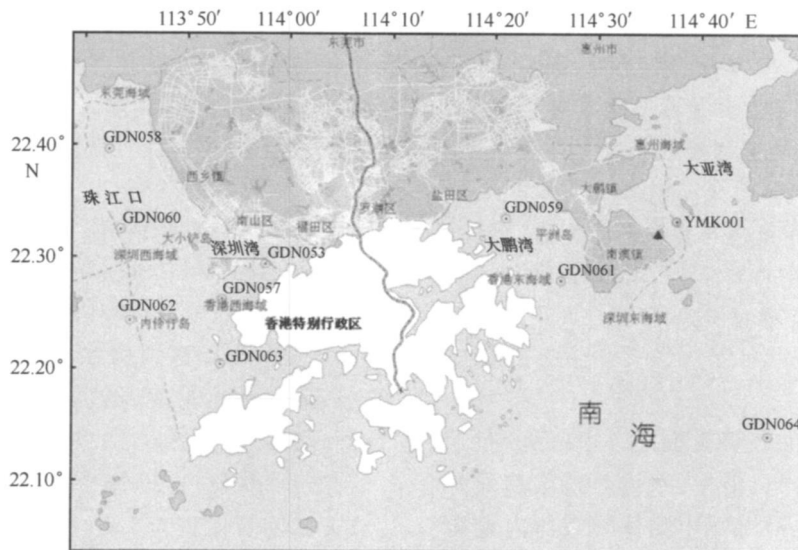 113°50′ 114°00′ 114°10′ 114°20′ 114°30′ 114°40′ E
东莞市
惠州市
东莞海域
22.40°
N
GDN058
惠州海域
大亚湾
西乡镇
大鹏镇
珠江口
盐田区
罗湖区
GDN060
南山区
福田区
GDN059
YMK001
大小铲岛
深圳湾
大鹏湾
平洲岛
南澳镇
深圳西海域
GDN053
22.30°
香港东海域
GDN061
GDN057
香港西海域
GDN062
内伶仃岛
香港特别行政区
深圳东海域
GDN063
22.20°
南
海
GDN064
22.10°